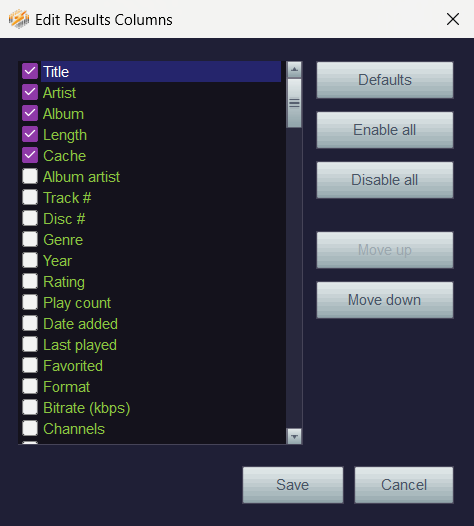 Edit Results Columns
Title
Artist
Album
Length
Cache
Album artist
Track #
Disc #
Genre
Year
Rating
Play count
Date added
Last played
Favorited
Format
Bitrate (kbps)
Channels
Defaults
Enable all
Disable all
Move up
Move down
Save
Cancel